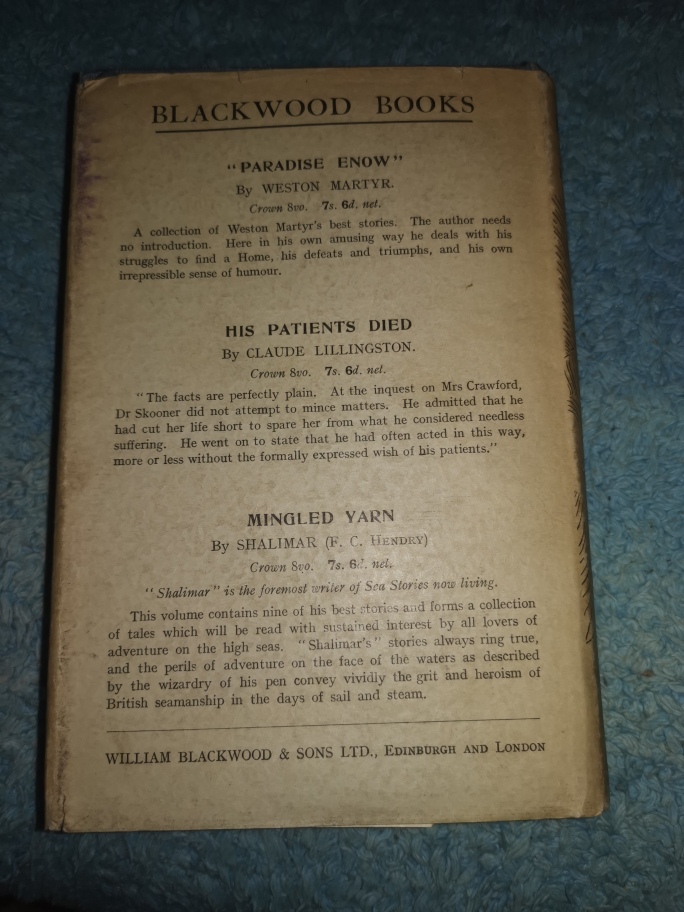 BLACKWOOD BOOKS
"PARADISE ENOW"
By WESTON MARTYR.
Crown 8vo. 7s. 6d. net.
A collection of Weston Martyr's best stories. The author needs
no introduction. Here in his own amusing way he deals with his
struggles to find a Home, his defeats and triumphs, and his own
irrepressible sense of humour.
HIS PATIENTS DIED
By CLAUDE LILLINGSTON.
Crown 8vo. 7s. 6d. net.
"The facts are perfectly plain. At the inquest on Mrs Crawford,
Dr Skooner did not attempt to mince matters. He admitted that he
had cut her life short to spare her from what he considered needless
suffering. He went on to state that he had often acted in this way,
more or less without the formally expressed wish of his patients."
MINGLED YARN
By SHALIMAR (F. C. HENDRY)
Crown 8vo. 7s. 6d. net.
"Shalimar" is the foremost writer of Sea Stories now living.
This volume contains nine of his best stories and forms a collection
of tales which will be read with sustained interest by all lovers of
adventure on the high seas. "Shalimar's" stories always ring true,
and the perils of adventure on the face of the waters as described
by the wizardry of his pen convey vividly the grit and heroism of
British seamanship in the days of sail and steam.
WILLIAM BLACKWOOD & SONS LTD., EDINBURGH AND LONDON